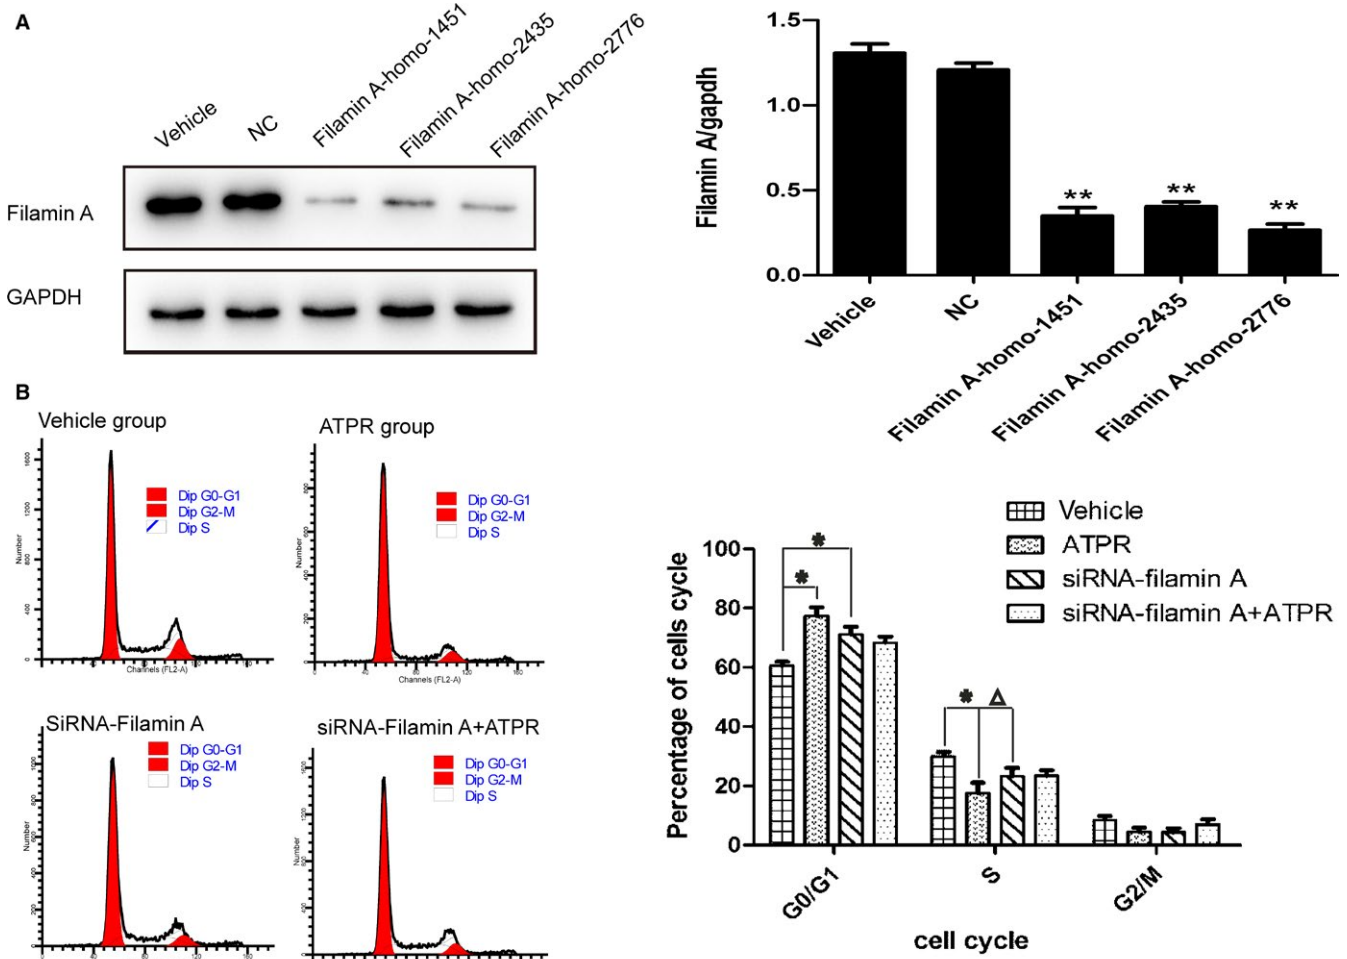 A
Vehicle
NC
Filamin A-homo-1451
Filamin A-homo-2435
Filamin A-homo-2776
Filamin A
GAPDH
1.5
1.0
0.5
0.0
Filamin A/gapdh
**
**
**
Vehicle
NC
Filamin A-homo-1451
Filamin A-homo-2435
Filamin A-homo-2776
B
Vehicle group
Number
Dip G0-G1
Dip G2-M
Dip S
Channels (FL2-A)
ATPR group
Number
Dip G0-G1
Dip G2-M
Dip S
Channels (FL2-A)
SiRNA-Filamin A
Number
Dip G0-G1
Dip G2-M
Dip S
siRNA-Filamin A+ATPR
Number
Dip G0-G1
Dip G2-M
Dip S
Vehicle
ATPR
siRNA-filamin A
siRNA-filamin A+ATPR
Percentage of cells cycle
100
80
60
40
20
0
*
*
* Δ
G0/G1
S
G2/M
cell cycle